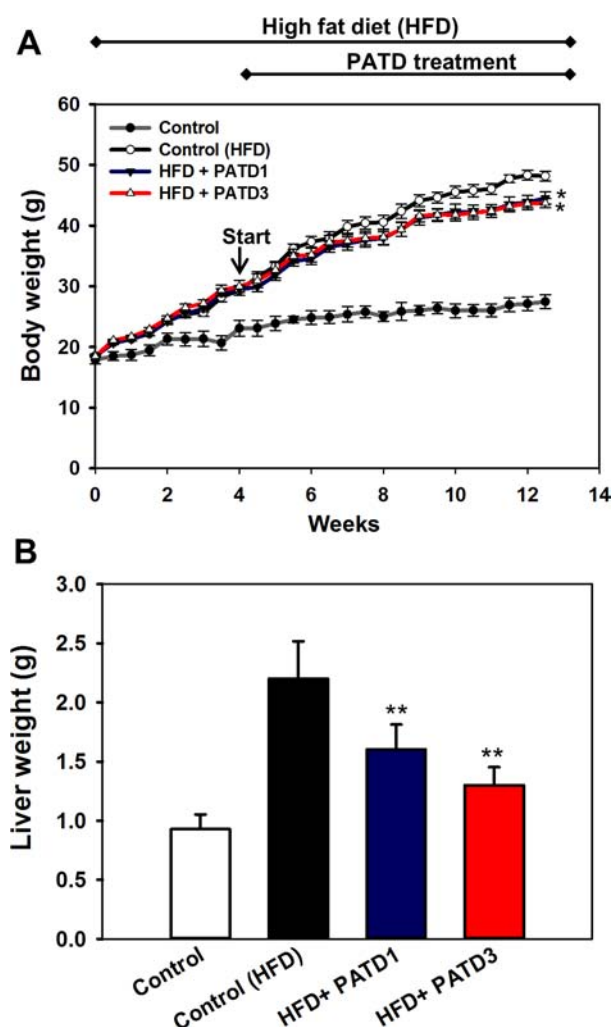 A
High fat diet (HFD)
PATD treatment
Control
Control (HFD)
HFD + PATD1
HFD + PATD3
Start
*
*
Body weight (g)
60
50
40
30
20
10
0
0 2 4 6 8 10 12 14
Weeks
B
Liver weight (g)
3.0
2.5
2.0
1.5
1.0
0.5
0.0
**
**
Control
Control (HFD)
HFD+ PATD1
HFD+ PATD3